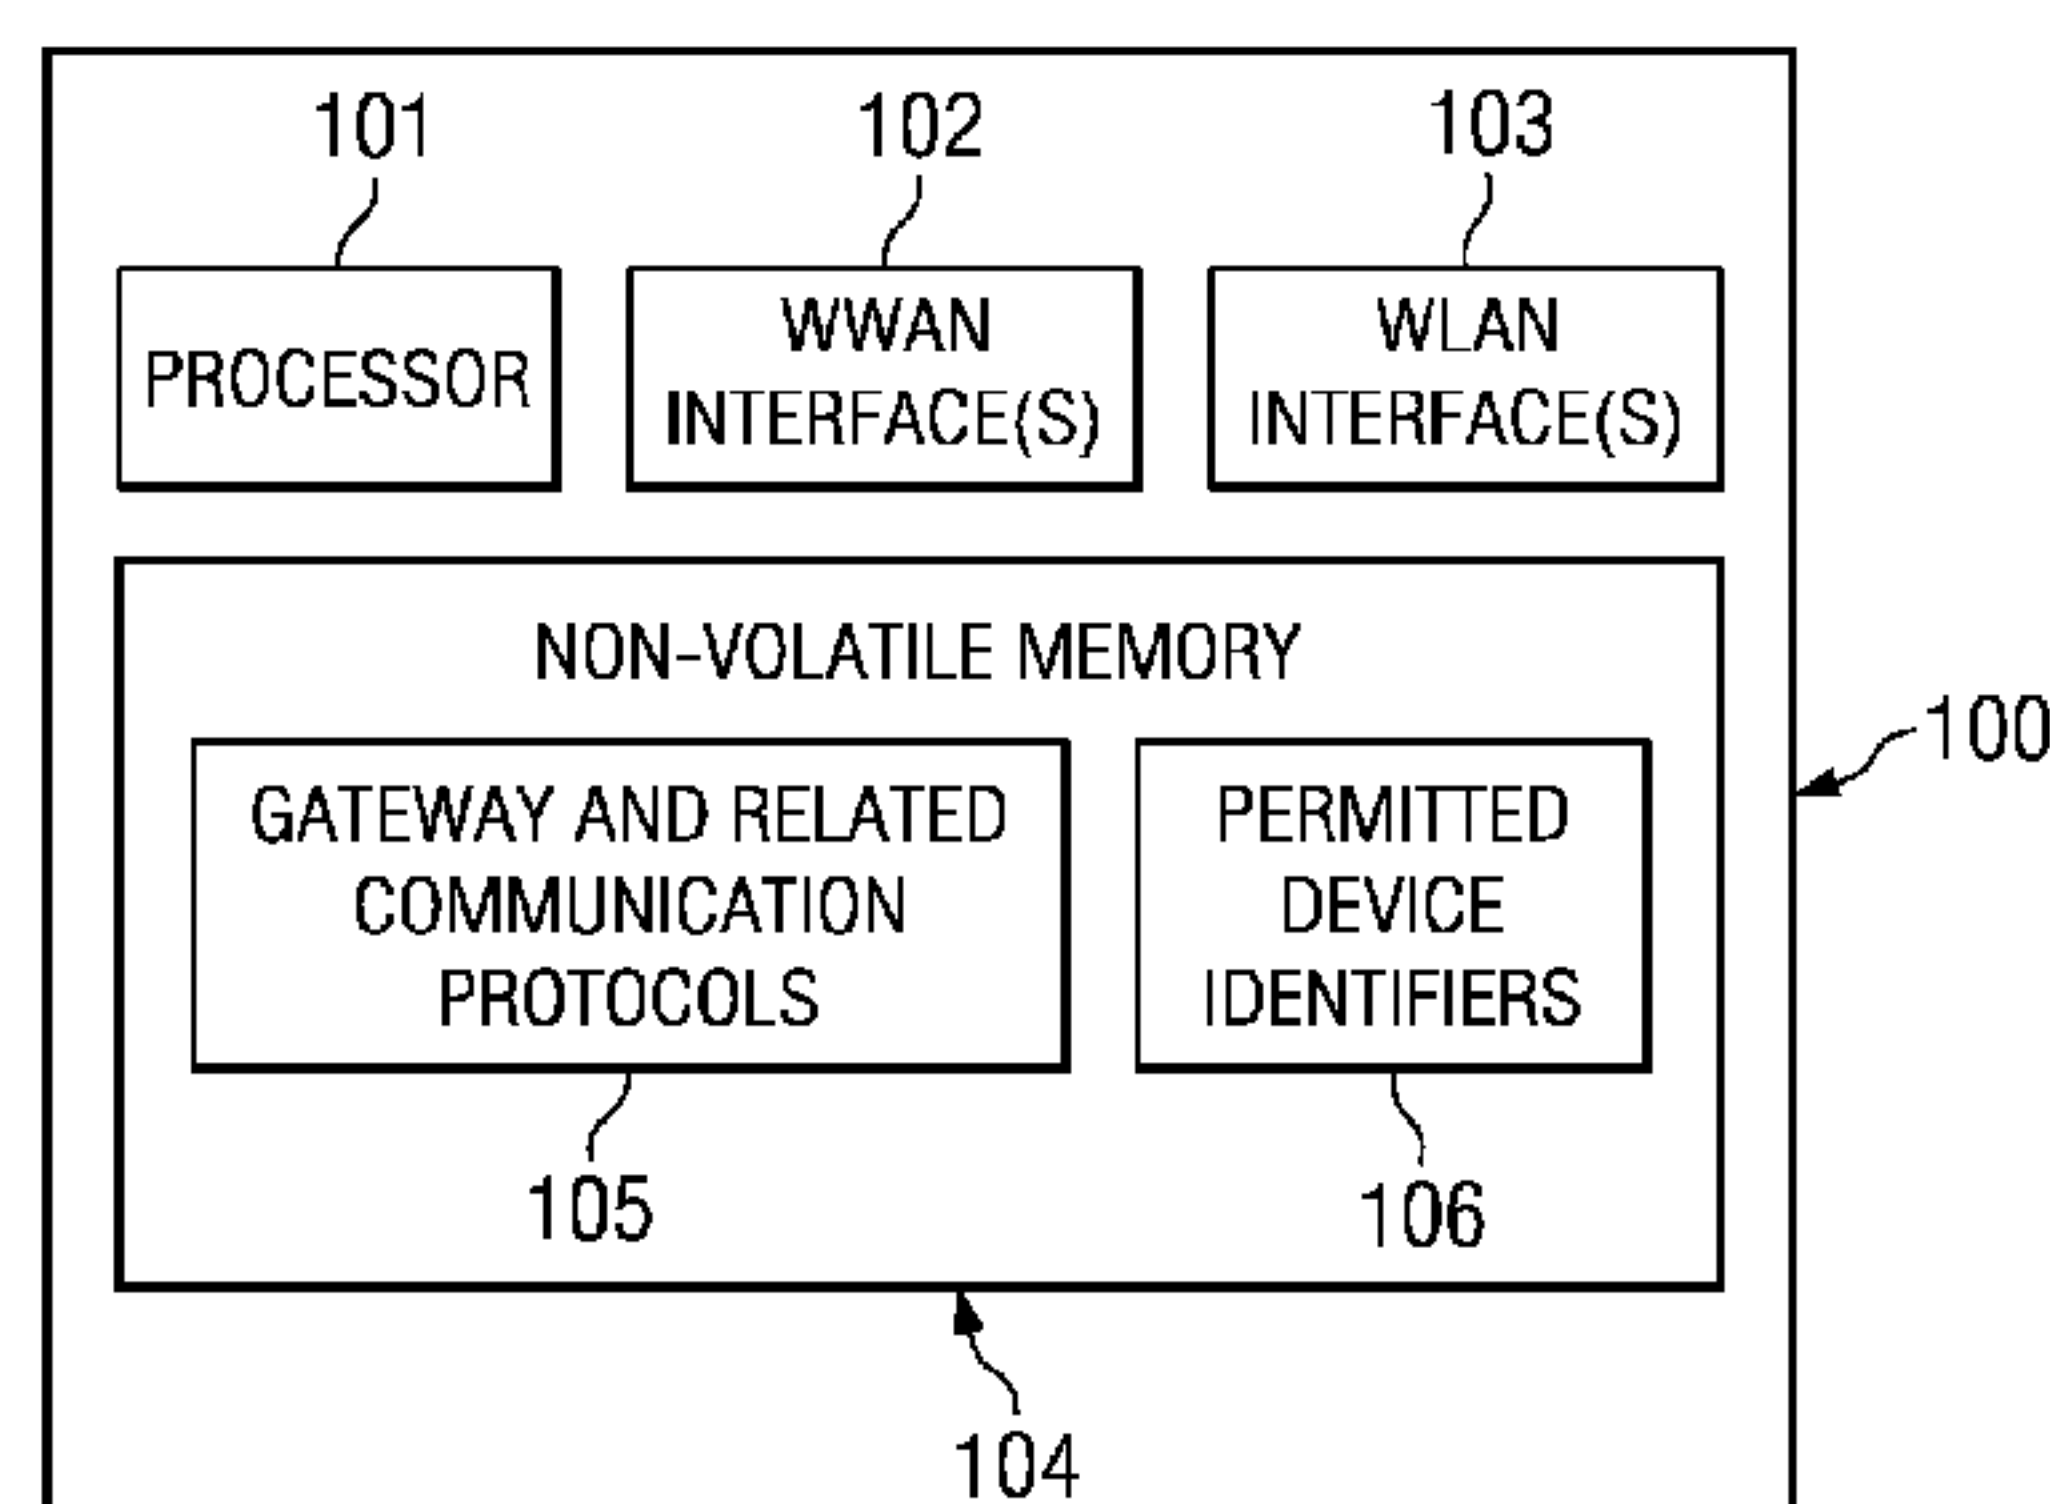 101
102
103
PROCESSOR
WWAN
INTERFACE(S)
WLAN
INTERFACE(S)
NON-VOLATILE MEMORY
100
GATEWAY AND RELATED
COMMUNICATION
PROTOCOLS
PERMITTED
DEVICE
IDENTIFIERS
105
106
104